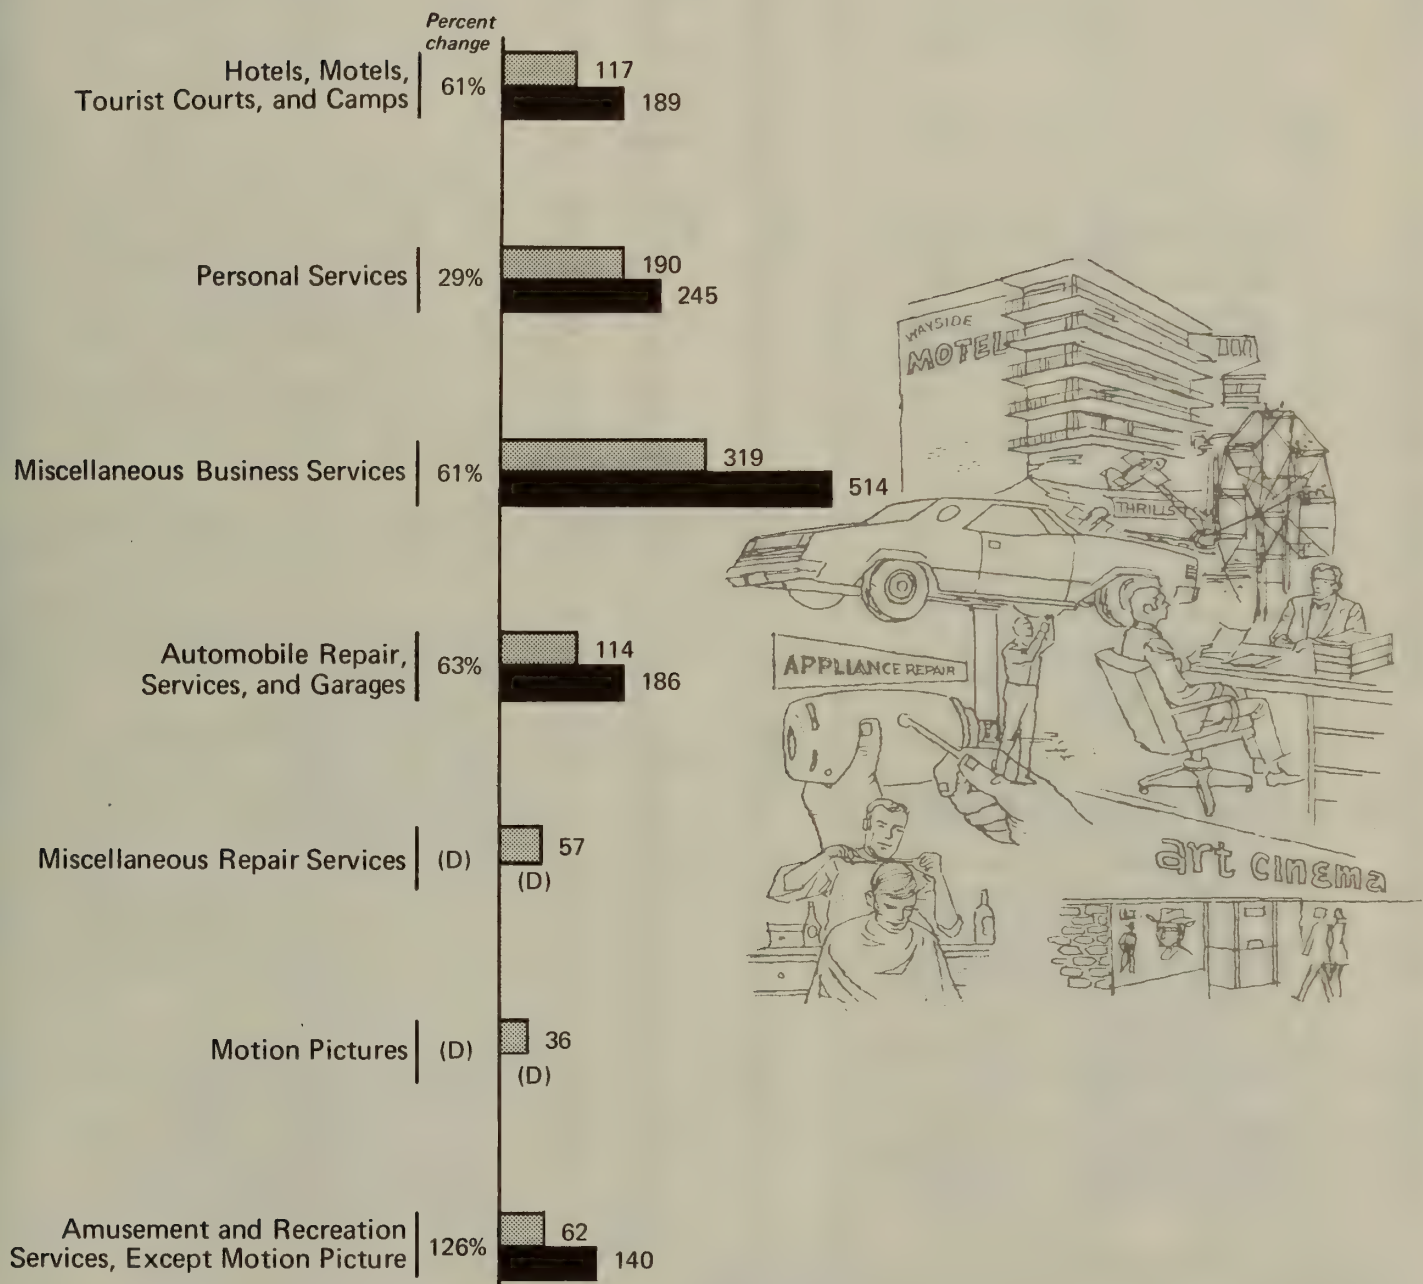 Percent
change
Hotels, Motels,
Tourist Courts, and Camps
61%
117
189
Personal Services
29%
190
245
Miscellaneous Business Services
61%
319
514
Automobile Repair,
Services, and Garages
63%
114
186
Miscellaneous Repair Services
(D)
57
(D)
Motion Pictures
(D)
36
(D)
Amusement and Recreation
Services, Except Motion Picture
126%
62
140
WAYSIDE
MOTEL
THRILLS
APPLIANCE REPAIR
art cinema